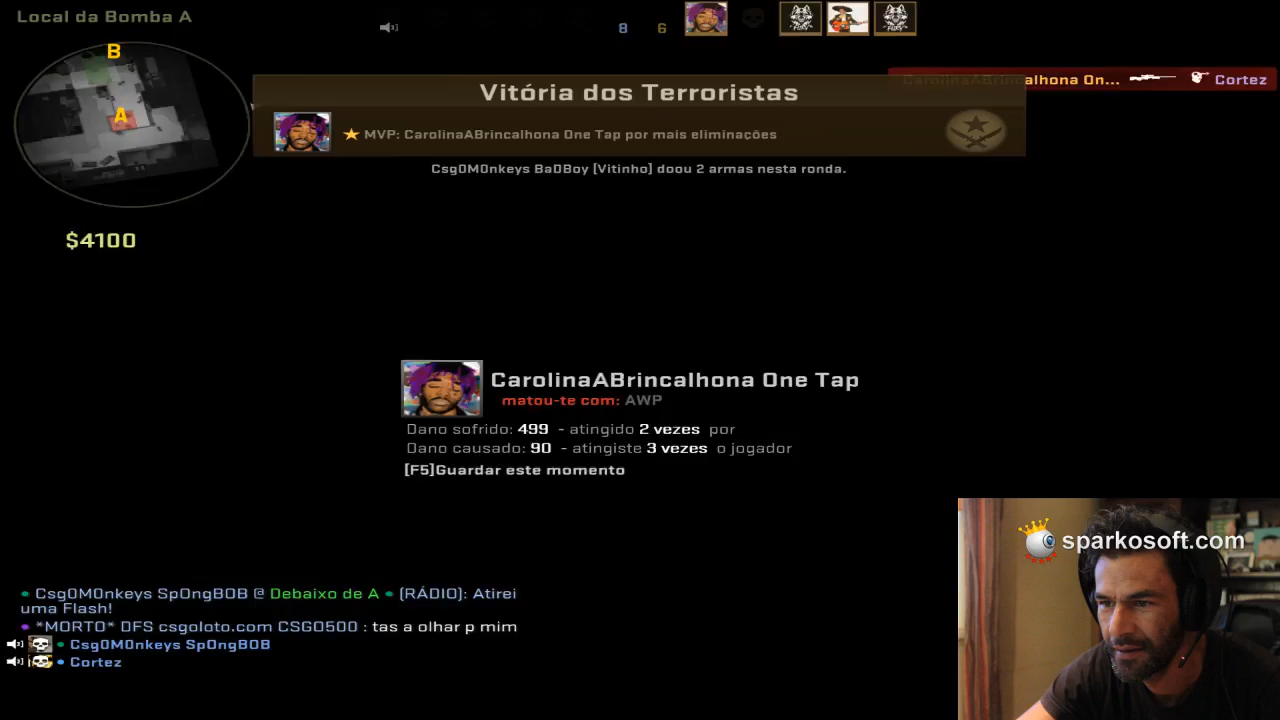 Local da Bomba A
8 6
B
A
CarolinaABrincalhona On... Cortez
Vitória dos Terroristas
MVP: CarolinaABrincalhona One Tap por mais eliminações
Csg0M0nkeys BaDBoy [Vitinho] doou 2 armas nesta ronda.
$4100
CarolinaABrincalhona One Tap
matou-te com: AWP
Dano sofrido: 499 - atingido 2 vezes por
Dano causado: 90 - atingiste 3 vezes o jogador
[F5]Guardar este momento
sparkosoft.com
Csg0M0nkeys Sp0ngB0B @ Debaixo de A (RÁDIO): Atirei
uma Flash!
*MORTO* DFS csgoloto.com CSGO500 : tas a olhar p mim
Csg0M0nkeys Sp0ngB0B
Cortez